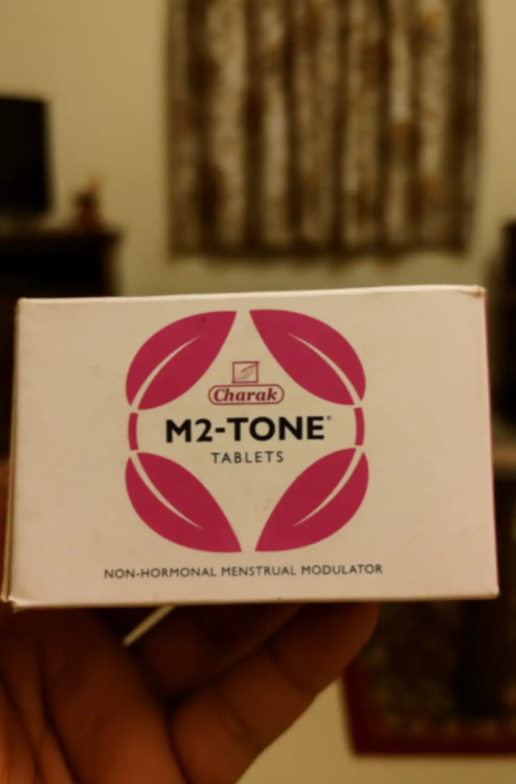 Charak
M2-TONE®
TABLETS
NON-HORMONAL MENSTRUAL MODULATOR